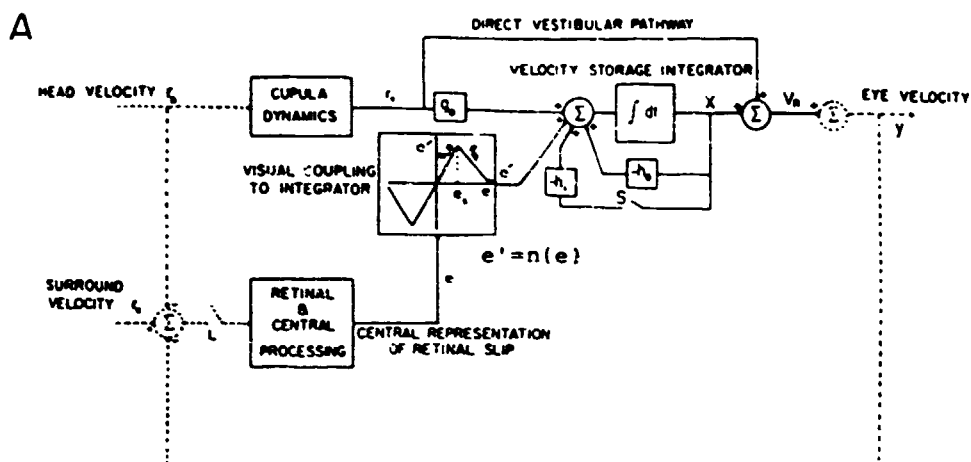 A
DIRECT VESTIBULAR PATHWAY
VELOCITY STORAGE INTEGRATOR
HEAD VELOCITY
CUPULA
DYNAMICS
∫ dt
X
Σ
Σ
Σ
EYE VELOCITY
y
VISUAL COUPLING
TO INTEGRATOR
e'
e
e'
S
e'=n(e)
e
SURROUND
VELOCITY
Σ
L
RETINAL
&
CENTRAL
PROCESSING
CENTRAL REPRESENTATION
OF RETINAL SLIP